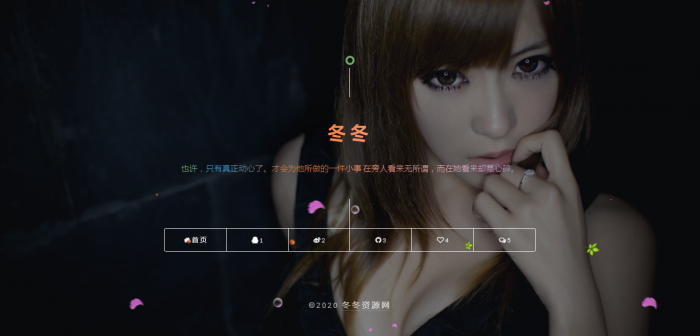 冬冬
也许，只有真正动心了。才会为他所做的一件小事在旁人看来无所谓，而在她看来却是心碎。
首页 1 2 3 4 5
©2020 冬冬资源网